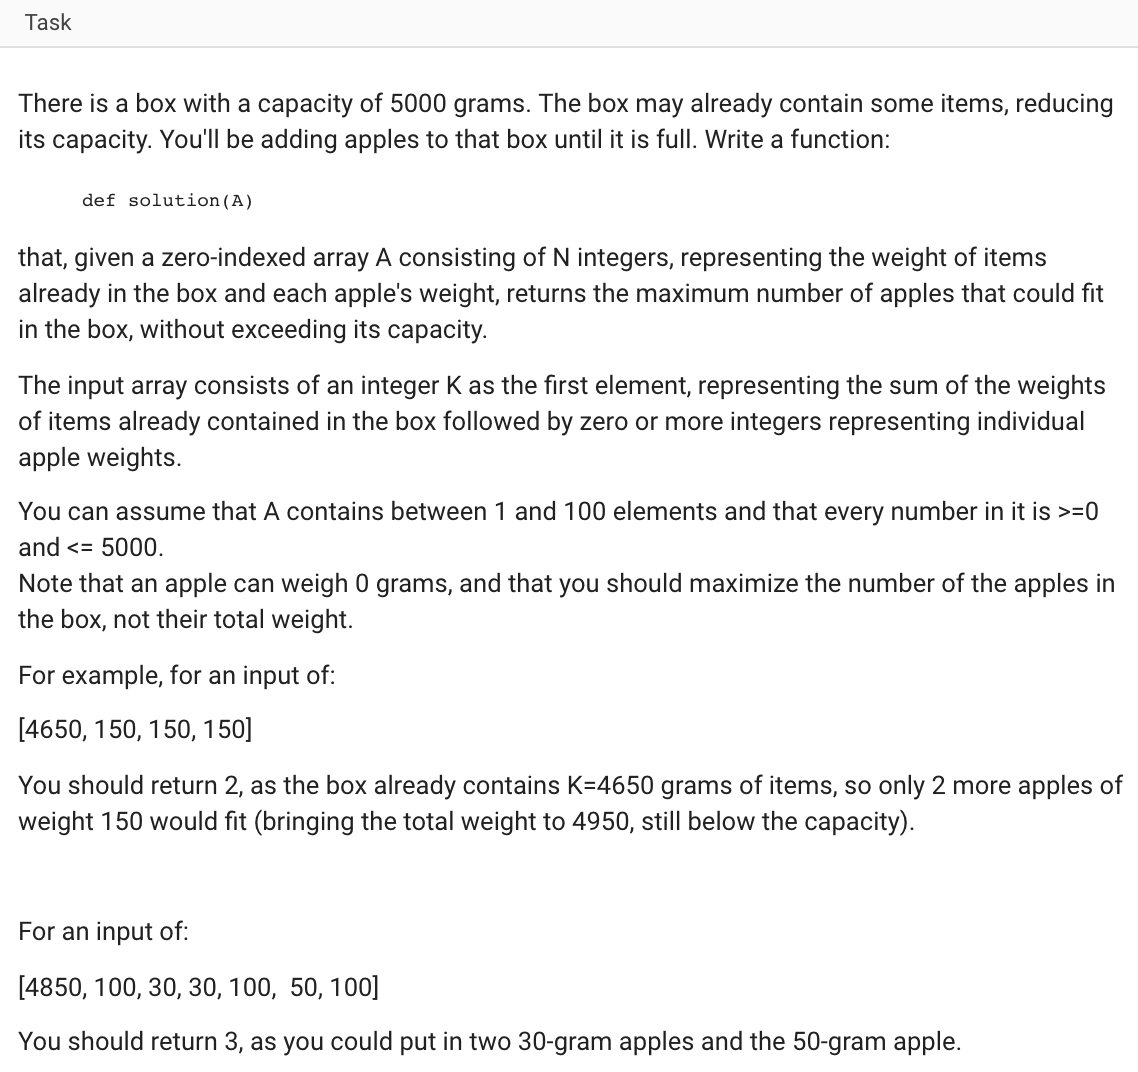 Task
There is a box with a capacity of 5000 grams. The box may already contain some items, reducing
its capacity. You'll be adding apples to that box until it is full. Write a function:
def solution(A)
that, given a zero-indexed array A consisting of N integers, representing the weight of items
already in the box and each apple's weight, returns the maximum number of apples that could fit
in the box, without exceeding its capacity.
The input array consists of an integer K as the first element, representing the sum of the weights
of items already contained in the box followed by zero or more integers representing individual
apple weights.
You can assume that A contains between 1 and 100 elements and that every number in it is >=0
and <= 5000.
Note that an apple can weigh 0 grams, and that you should maximize the number of the apples in
the box, not their total weight.
For example, for an input of:
[4650, 150, 150, 150]
You should return 2, as the box already contains K=4650 grams of items, so only 2 more apples of
weight 150 would fit (bringing the total weight to 4950, still below the capacity).
For an input of:
[4850, 100, 30, 30, 100,  50, 100]
You should return 3, as you could put in two 30-gram apples and the 50-gram apple.